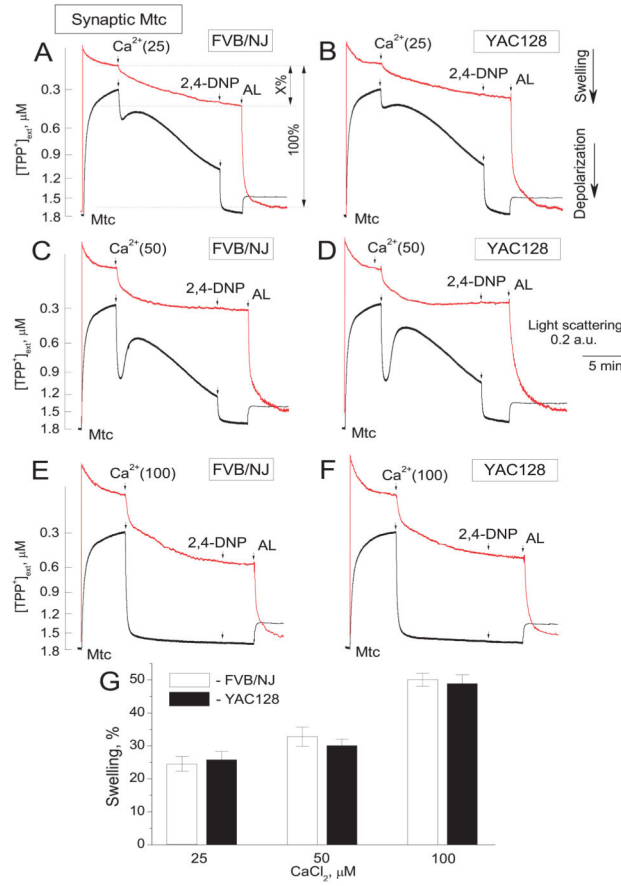 Synaptic Mtc
A
Ca²⁺(25)
FVB/NJ
2,4-DNP
AL
X%
100%
[TPP⁺]ext, µM
0.3
0.6
0.9
1.2
1.5
1.8
Mtc
B
Ca²⁺(25)
YAC128
2,4-DNP
AL
Swelling
Depolarization
Mtc
C
Ca²⁺(50)
FVB/NJ
2,4-DNP
AL
[TPP⁺]ext, µM
0.3
0.6
0.9
1.2
1.5
1.8
Mtc
D
Ca²⁺(50)
YAC128
2,4-DNP
AL
Light scattering
0.2 a.u.
5 min
Mtc
E
Ca²⁺(100)
FVB/NJ
2,4-DNP
AL
[TPP⁺]ext, µM
0.3
0.6
0.9
1.2
1.5
1.8
Mtc
F
Ca²⁺(100)
YAC128
2,4-DNP
AL
Mtc
G
- FVB/NJ
- YAC128
Swelling, %
50
40
30
20
10
0
25
50
100
CaCl₂, µM